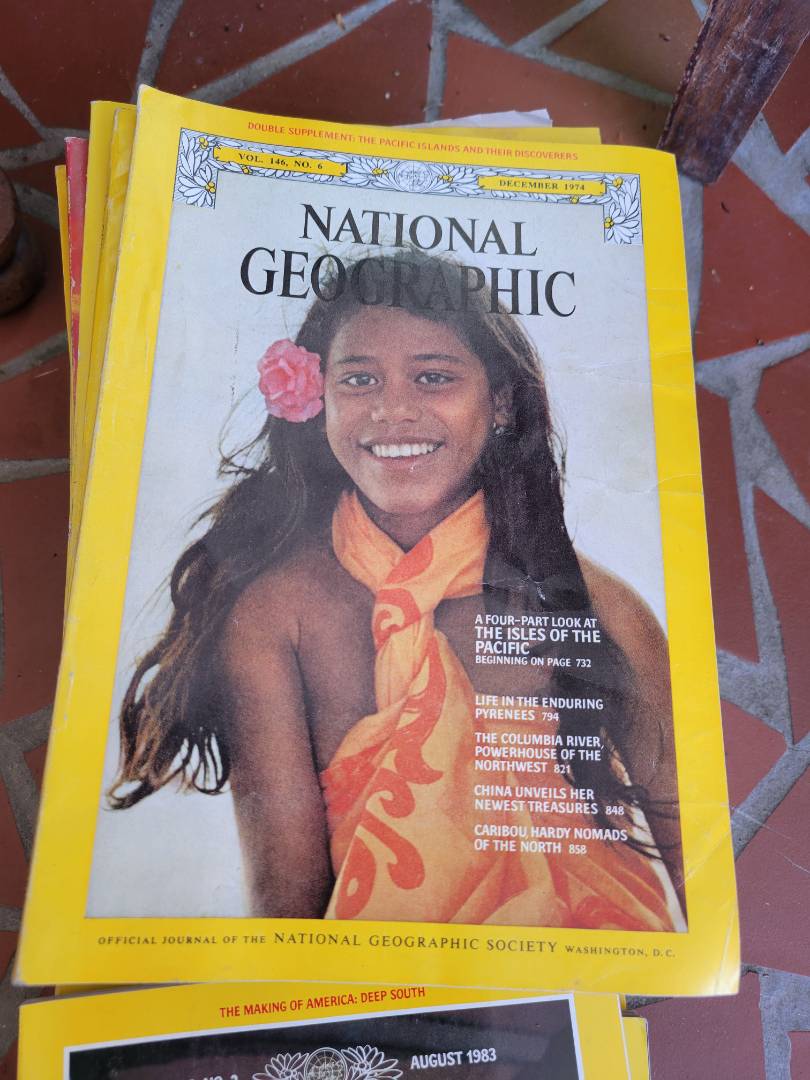 DOUBLE SUPPLEMENT: THE PACIFIC ISLANDS AND THEIR DISCOVERERS
VOL. 146, NO. 6
DECEMBER 1974
NATIONAL
GEOGRAPHIC
A FOUR-PART LOOK AT
THE ISLES OF THE
PACIFIC
BEGINNING ON PAGE 732
LIFE IN THE ENDURING
PYRENEES 794
THE COLUMBIA RIVER,
POWERHOUSE OF THE
NORTHWEST 821
CHINA UNVEILS HER
NEWEST TREASURES 848
CARIBOU, HARDY NOMADS
OF THE NORTH 858
OFFICIAL JOURNAL OF THE NATIONAL GEOGRAPHIC SOCIETY WASHINGTON, D.C.
THE MAKING OF AMERICA: DEEP SOUTH
AUGUST 1983